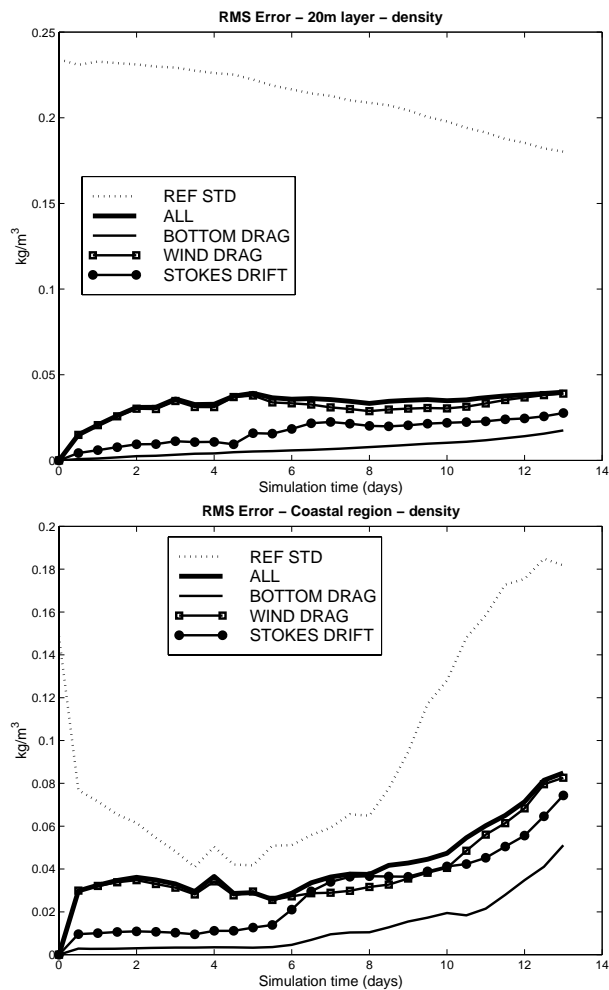 RMS Error – 20m layer – density
0.25
0.2
0.15
0.1
0.05
0
kg/m³
REF STD
ALL
BOTTOM DRAG
WIND DRAG
STOKES DRIFT
0 2 4 6 8 10 12 14
Simulation time (days)
RMS Error – Coastal region – density
0.2
0.18
0.16
0.14
0.12
0.1
0.08
0.06
0.04
0.02
0
kg/m³
REF STD
ALL
BOTTOM DRAG
WIND DRAG
STOKES DRIFT
0 2 4 6 8 10 12 14
Simulation time (days)